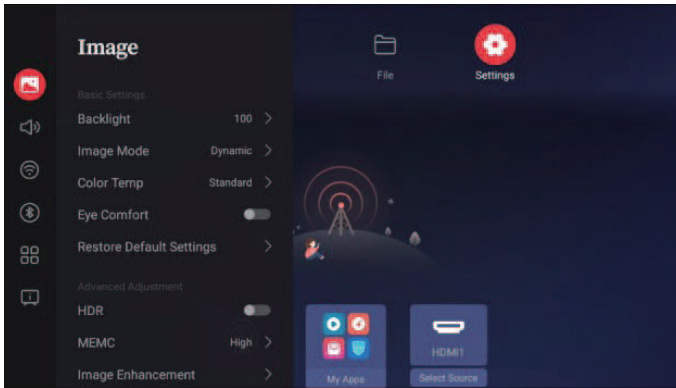 Image
File
Settings
Basic Settings
Backlight 100
Image Mode Dynamic
Color Temp Standard
Eye Comfort
Restore Default Settings
Advanced Adjustment
HDR
MEMC High
Image Enhancement
HDMI1
My Apps
Select Source